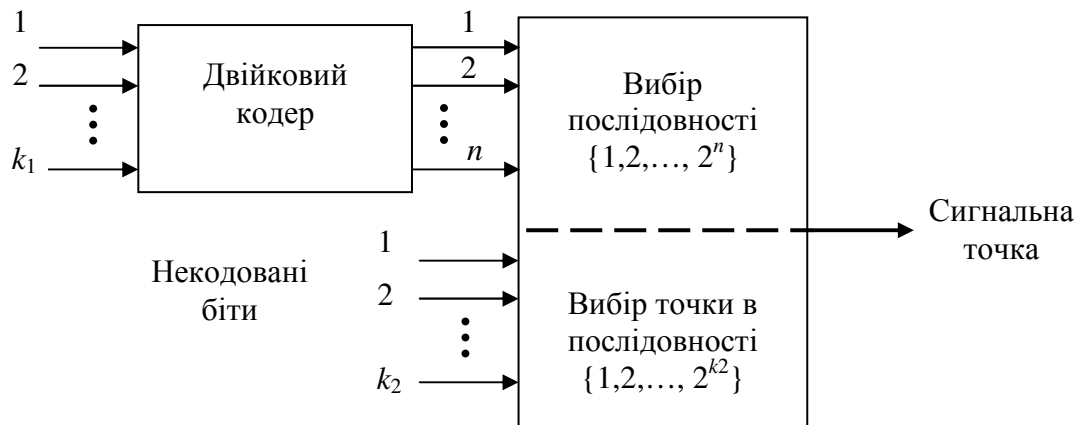 1
2
k₁
Двійковий
кодер
1
2
n
Вибір
послідовності
{1,2,…, 2ⁿ}
Сигнальна
точка
Некодовані
біти
1
2
k₂
Вибір точки в
послідовності
{1,2,…, 2ᵏ²}